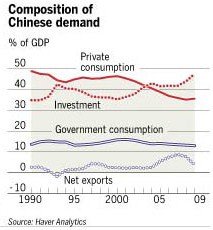 Composition of
Chinese demand
% of GDP
60
Private
consumption
50
40
30
Investment
20
Government consumption
10
0
Net exports
-10
1990 95 2000 05 09
Source: Haver Analytics